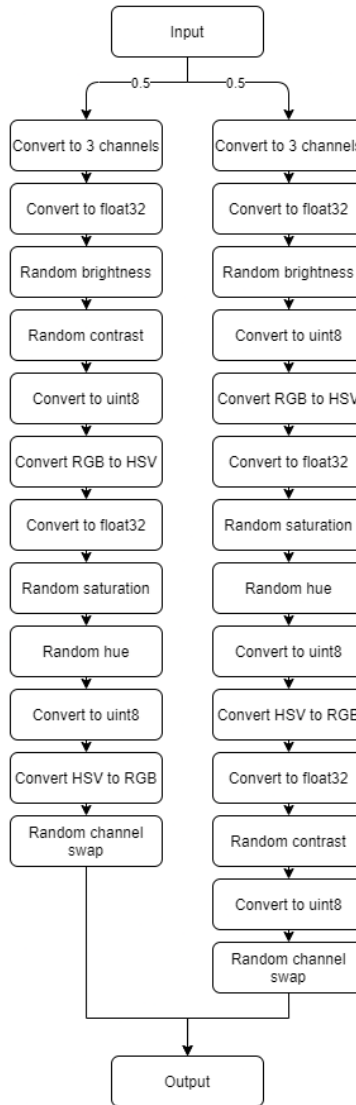 Input
0.5
0.5
Convert to 3 channels
Convert to float32
Random brightness
Random contrast
Convert to uint8
Convert RGB to HSV
Convert to float32
Random saturation
Random hue
Convert to uint8
Convert HSV to RGB
Random channel
swap
Convert to 3 channels
Convert to float32
Random brightness
Convert to uint8
Convert RGB to HSV
Convert to float32
Random saturation
Random hue
Convert to uint8
Convert HSV to RGB
Convert to float32
Random contrast
Convert to uint8
Random channel
swap
Output